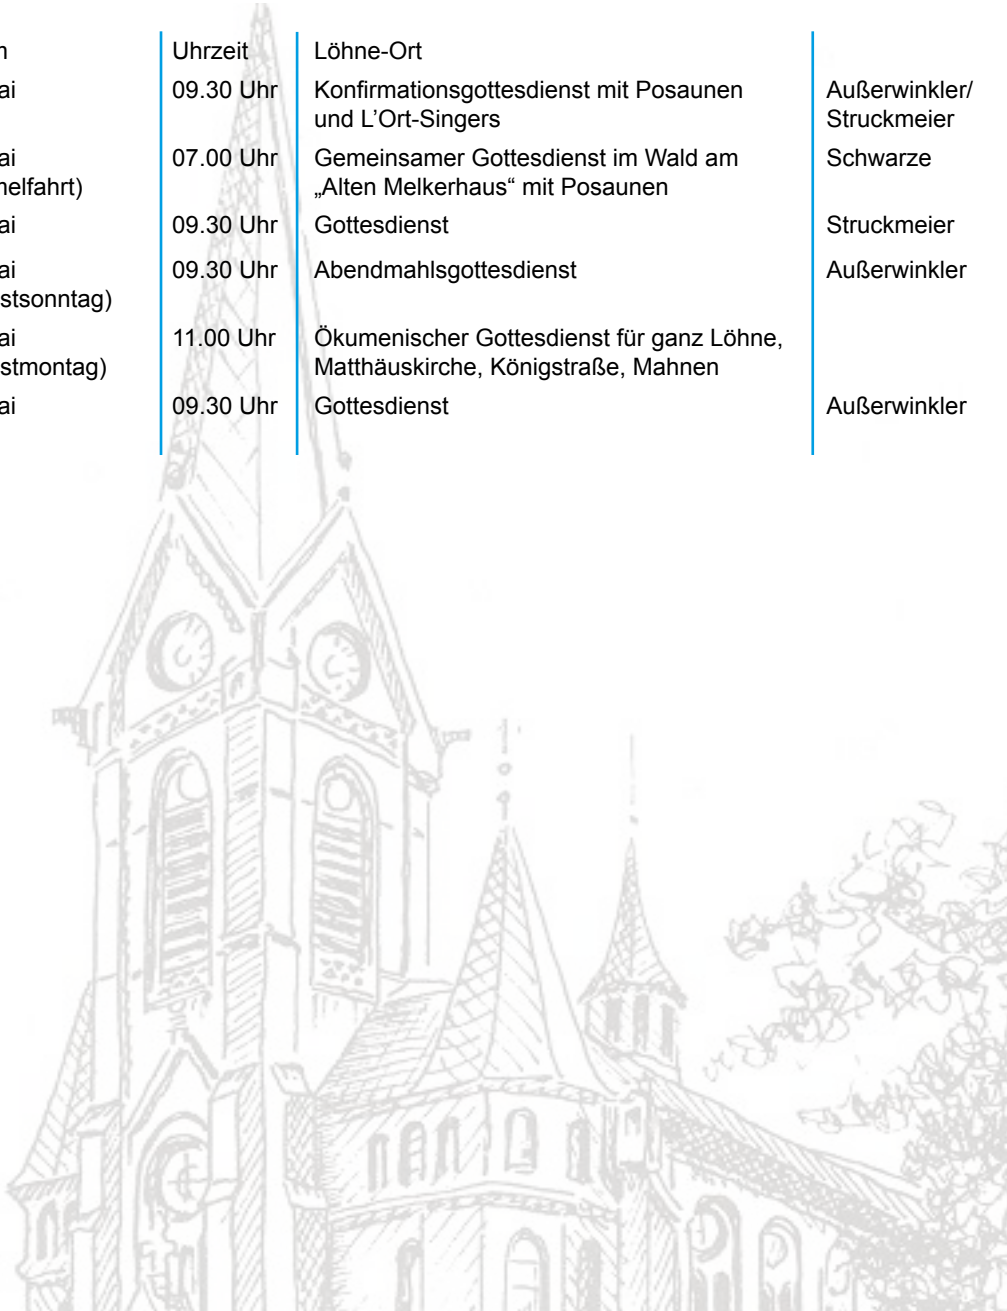 m Uhrzeit Löhne-Ort
ai 09.30 Uhr Konfirmationsgottesdienst mit Posaunen Außerwinkler/
und L’Ort-Singers Struckmeier
ai 07.00 Uhr Gemeinsamer Gottesdienst im Wald am Schwarze
melfahrt) „Alten Melkerhaus“ mit Posaunen
ai 09.30 Uhr Gottesdienst Struckmeier
ai 09.30 Uhr Abendmahlsgottesdienst Außerwinkler
stsonntag)
ai 11.00 Uhr Ökumenischer Gottesdienst für ganz Löhne,
stmontag) Matthäuskirche, Königstraße, Mahnen
ai 09.30 Uhr Gottesdienst Außerwinkler